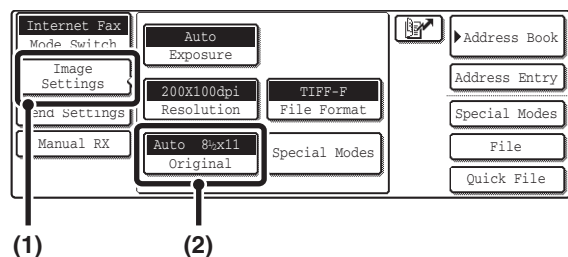 Internet Fax
Mode Switch
Image
Settings
Send Settings
Manual RX
Auto
Exposure
200X100dpi
Resolution
TIFF-F
File Format
Auto 8½x11
Original
Special Modes
Address Book
Address Entry
Special Modes
File
Quick File
(1)
(2)